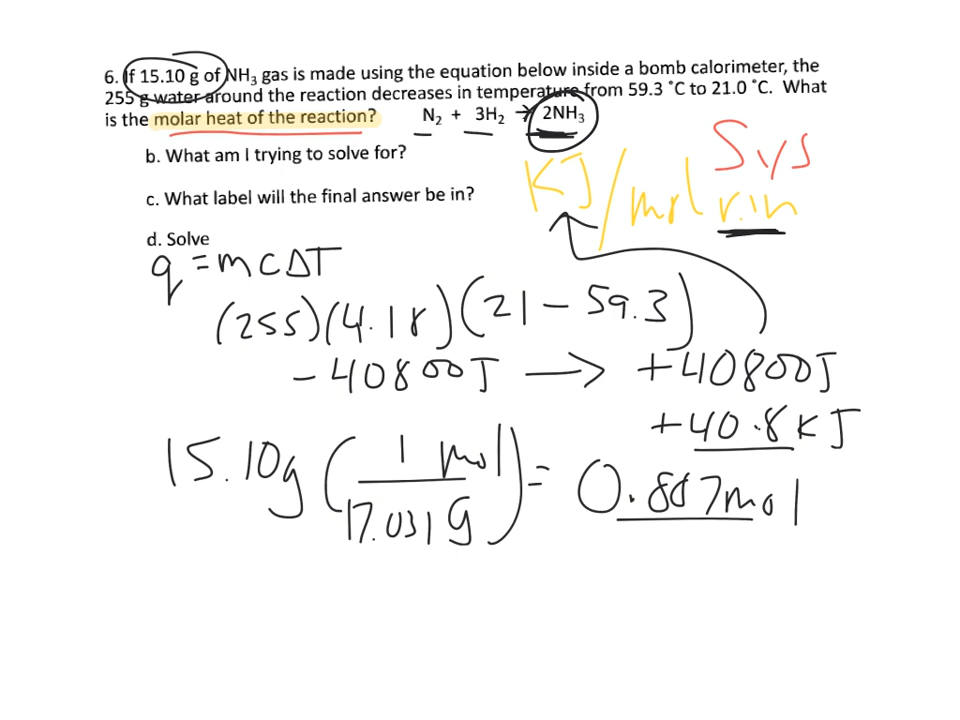 6. If 15.10 g of NH₃ gas is made using the equation below inside a bomb calorimeter, the
255 g water around the reaction decreases in temperature from 59.3 ˚C to 21.0 ˚C. What
is the molar heat of the reaction? N₂ + 3H₂ → 2NH₃
b. What am I trying to solve for?
Sys
KJ/mol r.xn
c. What label will the final answer be in?
d. Solve
q = mCΔT
(255)(4.18)(21 - 59.3)
- 40800J → +40800J
+40.8KJ
15.10g (1 mol / 17.031g) = 0.887mol